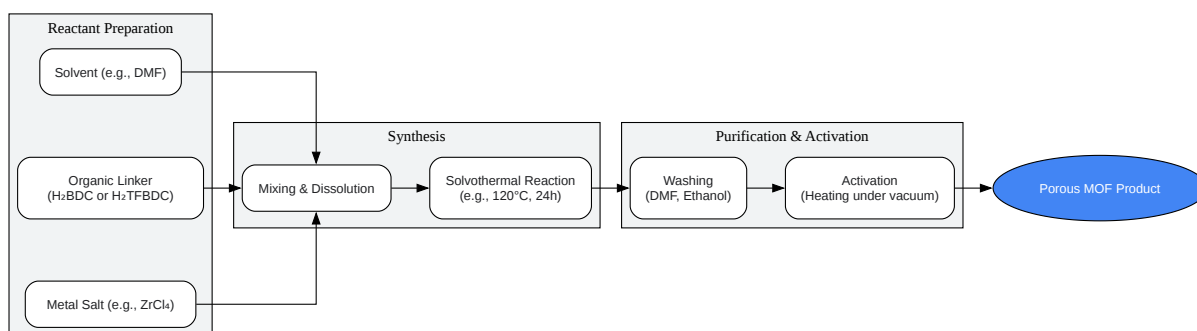 Reactant Preparation
Solvent (e.g., DMF)
Organic Linker
(H₂BDC or H₂TFBDC)
Metal Salt (e.g., ZrCl₄)
Synthesis
Mixing & Dissolution
Solvothermal Reaction
(e.g., 120°C, 24h)
Purification & Activation
Washing
(DMF, Ethanol)
Activation
(Heating under vacuum)
Porous MOF Product